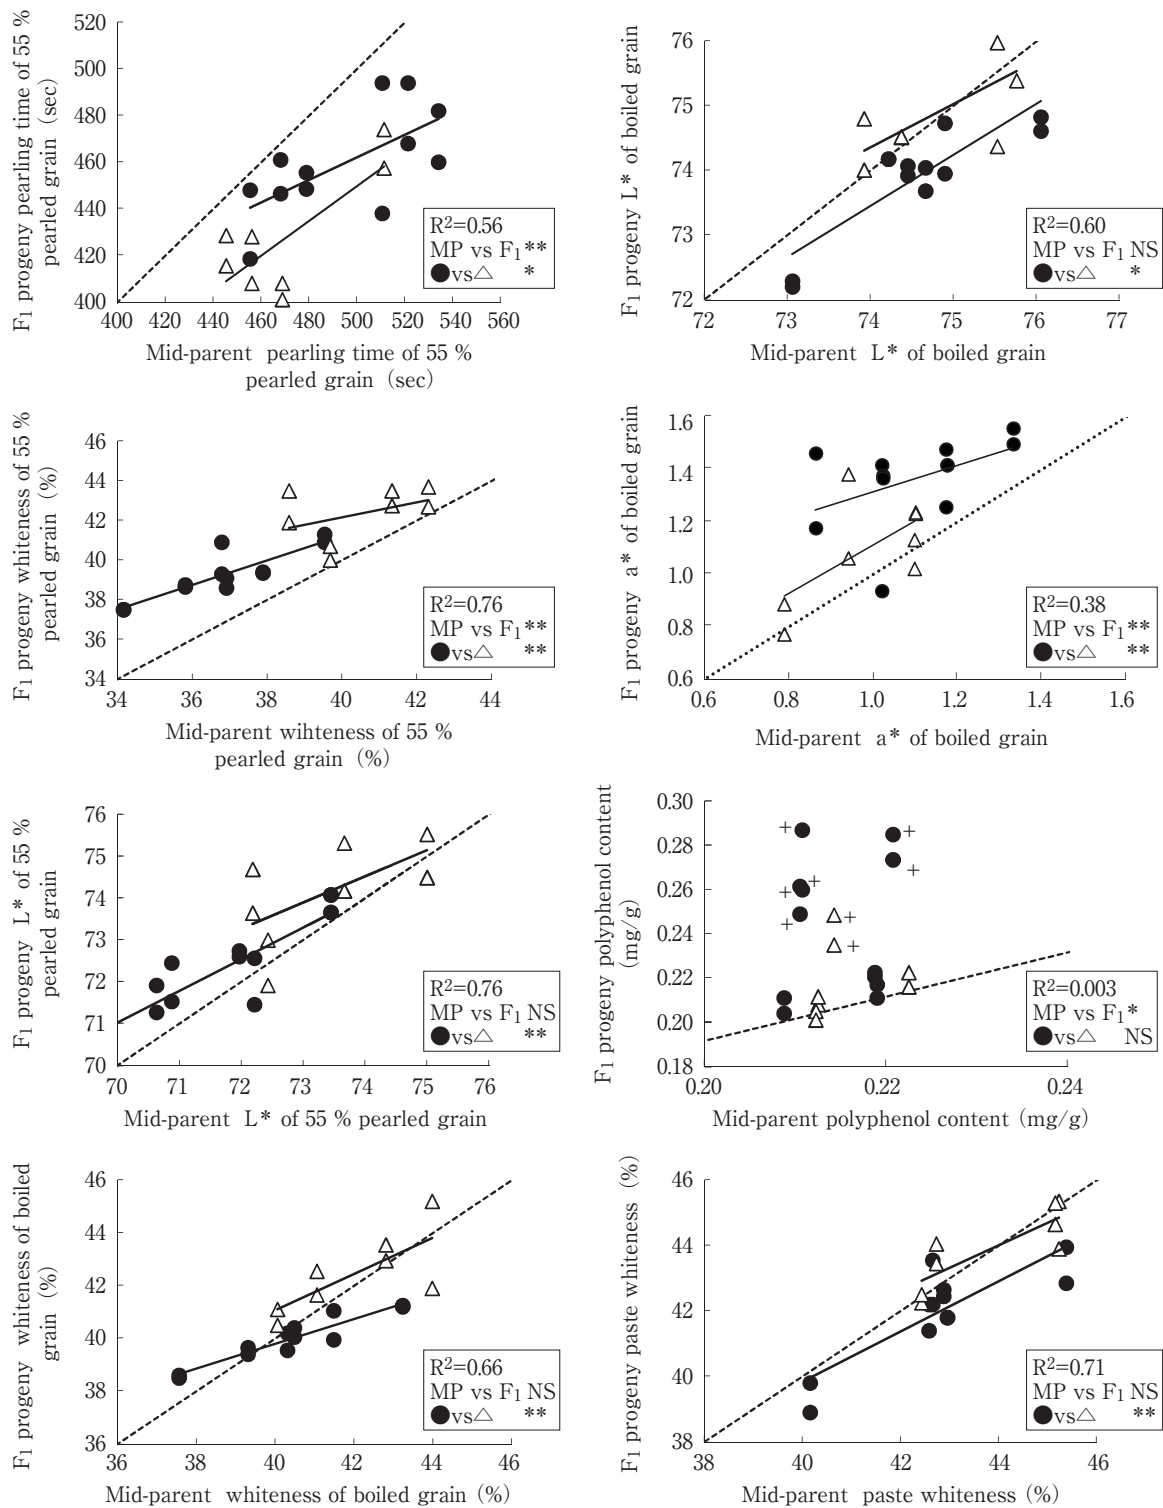 F1 progeny pearling time of 55 %
pearled grain (sec)
520
500
480
460
440
420
400
400 420 440 460 480 500 520 540 560
Mid-parent pearling time of 55 %
pearled grain (sec)
R2=0.56
MP vs F1**
●vs△ *
F1 progeny L* of boiled grain
76
75
74
73
72
72 73 74 75 76 77
Mid-parent L* of boiled grain
R2=0.60
MP vs F1 NS
●vs△ *
F1 progeny whiteness of 55 %
pearled grain (%)
46
44
42
40
38
36
34
34 36 38 40 42 44
Mid-parent wihteness of 55 %
pearled grain (%)
R2=0.76
MP vs F1**
●vs△ **
F1 progeny a* of boiled grain
1.6
1.4
1.2
1.0
0.8
0.6
0.6 0.8 1.0 1.2 1.4 1.6
Mid-parent a* of boiled grain
R2=0.38
MP vs F1**
●vs△ **
F1 progeny L* of 55 %
pearled grain
76
75
74
73
72
71
70
70 71 72 73 74 75 76
Mid-parent L* of 55 % pearled grain
R2=0.76
MP vs F1 NS
●vs△ **
F1 progeny polyphenol content
(mg/g)
0.30
0.28
0.26
0.24
0.22
0.20
0.18
0.20 0.22 0.24
Mid-parent polyphenol content (mg/g)
R2=0.003
MP vs F1*
●vs△ NS
F1 progeny whiteness of boiled
grain (%)
46
44
42
40
38
36
36 38 40 42 44 46
Mid-parent whiteness of boiled grain (%)
R2=0.66
MP vs F1 NS
●vs△ **
F1 progeny paste whiteness (%)
46
44
42
40
38
38 40 42 44 46
Mid-parent paste whiteness (%)
R2=0.71
MP vs F1 NS
●vs△ **